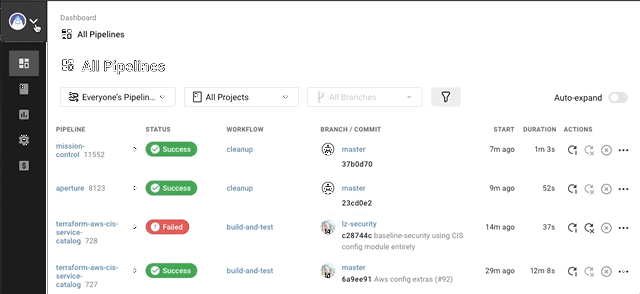 Dashboard
All Pipelines
All Pipelines
Everyone's Pipelin... All Projects All Branches Auto-expand
PIPELINE STATUS WORKFLOW BRANCH / COMMIT START DURATION ACTIONS
mission-control 11552 Success cleanup master 7m ago 1m 3s
37b0d70
aperture 8123 Success cleanup master 9m ago 52s
23cd0e2
terraform-aws-cis-service-catalog 728 Failed build-and-test lz-security 14m ago 37s
c28744c baseline-security using CIS
config module entirely
terraform-aws-cis-service-catalog 727 Success build-and-test master 29m ago 12m 8s
6a9ee91 Aws config extras (#92)